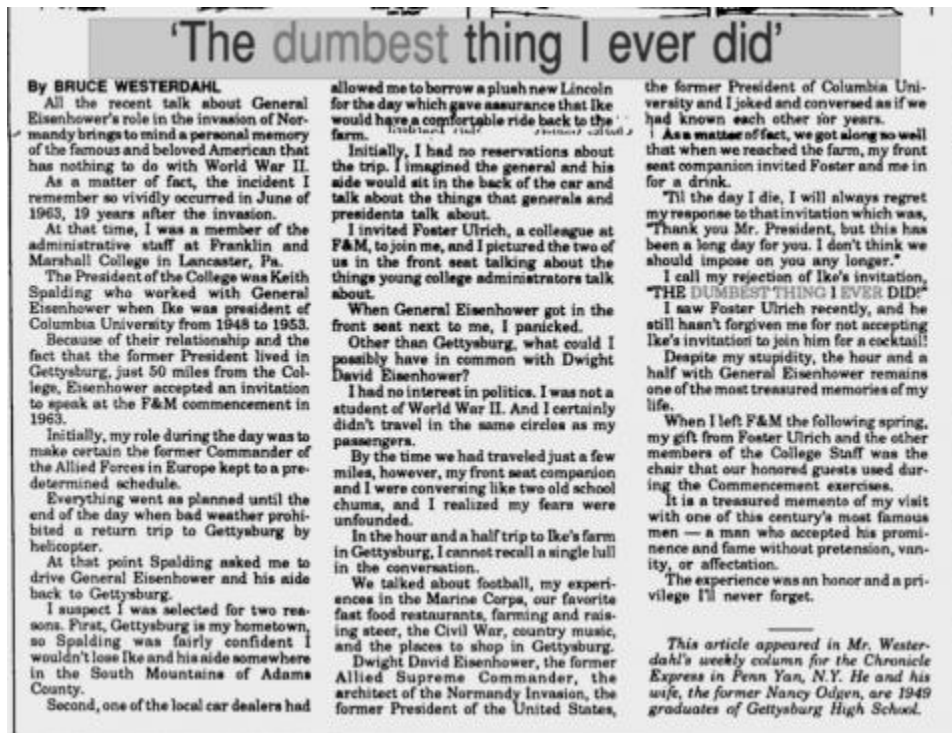 'The dumbest thing I ever did'
By BRUCE WESTERDAHL
All the recent talk about General
Eisenhower's role in the invasion of Nor-
mandy brings to mind a personal memory
of the famous and beloved American that
has nothing to do with World War II.
As a matter of fact, the incident I
remember so vividly occurred in June of
1963, 19 years after the invasion.
At that time, I was a member of the
administrative staff at Franklin and
Marshall College in Lancaster, Pa.
The President of the College was Keith
Spalding who worked with General
Eisenhower when Ike was president of
Columbia University from 1948 to 1953.
Because of their relationship and the
fact that the former President lived in
Gettysburg, just 50 miles from the Col-
lege, Eisenhower accepted an invitation
to speak at the F&M commencement in
1963.
Initially, my role during the day was to
make certain the former Commander of
the Allied Forces in Europe kept to a pre-
determined schedule.
Everything went as planned until the
end of the day when bad weather prohi-
bited a return trip to Gettysburg by
helicopter.
At that point Spalding asked me to
drive General Eisenhower and his aide
back to Gettysburg.
I suspect I was selected for two rea-
sons. First, Gettysburg is my hometown,
so Spalding was fairly confident I
wouldn't lose Ike and his aide somewhere
in the South Mountains of Adams
County.
Second, one of the local car dealers had
allowed me to borrow a plush new Lincoln
for the day which gave assurance that Ike
would have a comfortable ride back to the
farm.
Initially, I had no reservations about
the trip. I imagined the general and his
aide would sit in the back of the car and
talk about the things that generals and
presidents talk about.
I invited Foster Ulrich, a colleague at
F&M, to join me, and I pictured the two of
us in the front seat talking about the
things young college administrators talk
about.
When General Eisenhower got in the
front seat next to me, I panicked.
Other than Gettysburg, what could I
possibly have in common with Dwight
David Eisenhower?
I had no interest in politics. I was not a
student of World War II. And I certainly
didn't travel in the same circles as my
passengers.
By the time we had traveled just a few
miles, however, my front seat companion
and I were conversing like two old school
chums, and I realized my fears were
unfounded.
In the hour and a half trip to Ike's farm
in Gettysburg, I cannot recall a single lull
in the conversation.
We talked about football, my experi-
ences in the Marine Corps, our favorite
fast food restaurants, farming and rais-
ing steer, the Civil War, country music,
and the places to shop in Gettysburg.
Dwight David Eisenhower, the former
Allied Supreme Commander, the
architect of the Normandy Invasion, the
former President of the United States,
the former President of Columbia Uni-
versity and I joked and conversed as if we
had known each other for years.
As a matter of fact, we got along so well
that when we reached the farm, my front
seat companion invited Foster and me in
for a drink.
'Til the day I die, I will always regret
my response to that invitation which was,
"Thank you Mr. President, but this has
been a long day for you. I don't think we
should impose on you any longer."
I call my rejection of Ike's invitation,
"THE DUMBEST THING I EVER DID!"
I saw Foster Ulrich recently, and he
still hasn't forgiven me for not accepting
Ike's invitation to join him for a cocktail!
Despite my stupidity, the hour and a
half with General Eisenhower remains
one of the most treasured memories of my
life.
When I left F&M the following spring,
my gift from Foster Ulrich and the other
members of the College Staff was the
chair that our honored guests used dur-
ing the Commencement exercises.
It is a treasured memento of my visit
with one of this century's most famous
men — a man who accepted his promi-
nence and fame without pretension, van-
ity, or affectation.
The experience was an honor and a pri-
vilege I'll never forget.
This article appeared in Mr. Wester-
dahl's weekly column for the Chronicle
Express in Penn Yan, N.Y. He and his
wife, the former Nancy Odgen, are 1949
graduates of Gettysburg High School.